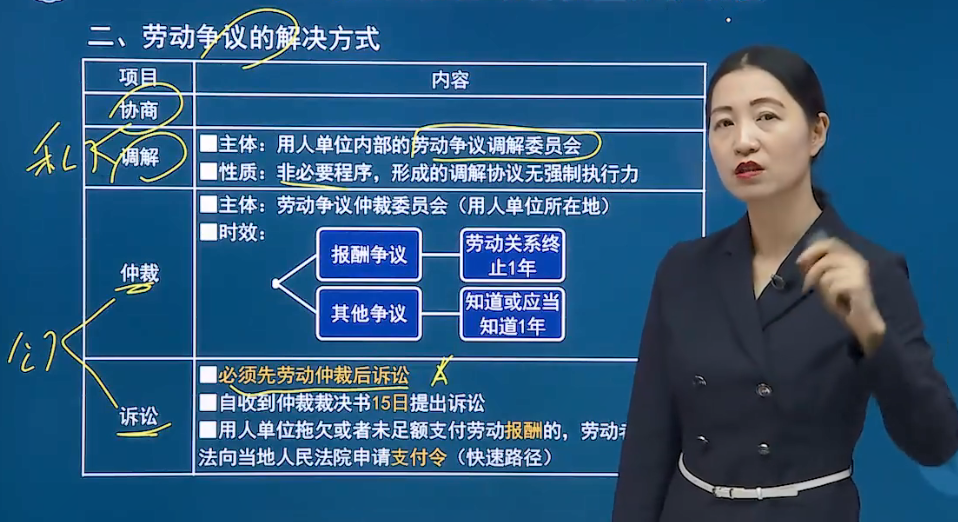 二、劳动争议的解决方式
项目 内容
协商
私了
调解
■主体：用人单位内部的劳动争议调解委员会
■性质：非必要程序，形成的调解协议无强制执行力
仲裁
■主体：劳动争议仲裁委员会（用人单位所在地）
■时效：
报酬争议
劳动关系终
止1年
其他争议
知道或应当
知道1年
公了
诉讼
■必须先劳动仲裁后诉讼
■自收到仲裁裁决书15日提出诉讼
■用人单位拖欠或者未足额支付劳动报酬的，劳动
法向当地人民法院申请支付令（快速路径）